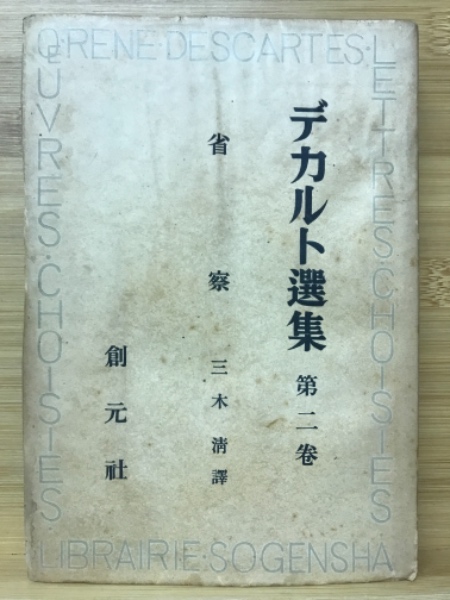 デカルト選集 第二卷
省察 三木淸譯
創元社
O·RENE·DESCARTES·LETTRES·CHOISIES
ŒUVRES·CHOISIES
LIBRAIRIE·SOGENSHA